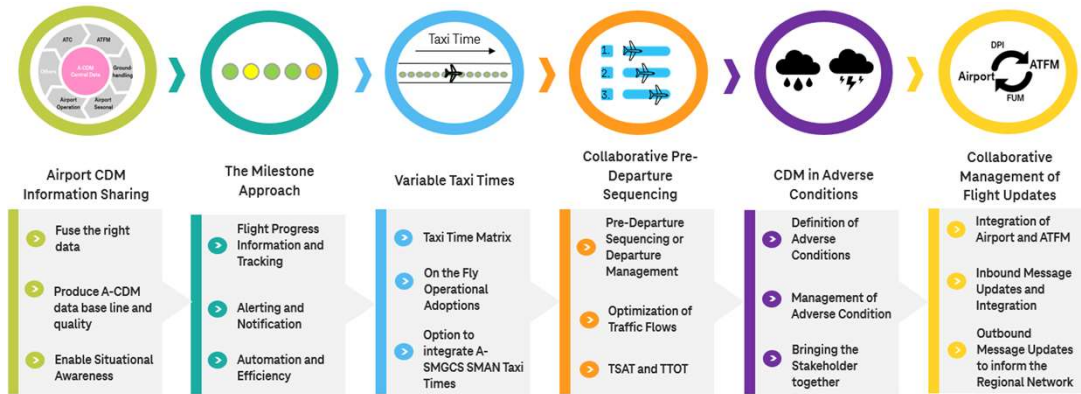 ATC
ATFM
Others
A-CDM
Central Data
Ground-
handling
Airport
Operation
Airport
Sesonal
Taxi Time
1.
2.
3.
DPI
Airport
ATFM
FUM
Airport CDM
Information Sharing
Fuse the right
data
Produce A-CDM
data base line and
quality
Enable Situational
Awareness
The Milestone
Approach
Flight Progress
Information and
Tracking
Alerting and
Notification
Automation and
Efficiency
Variable Taxi Times
Taxi Time Matrix
On the Fly
Operational
Adoptions
Option to
integrate A-
SMGCS SMAN Taxi
Times
Collaborative Pre-
Departure
Sequencing
Pre-Departure
Sequencing or
Departure
Management
Optimization of
Traffic Flows
TSAT and TTOT
CDM in Adverse
Conditions
Definition of
Adverse
Conditions
Management of
Adverse Condition
Bringing the
Stakeholder
together
Collaborative
Management of
Flight Updates
Integration of
Airport and ATFM
Inbound Message
Updates and
Integration
Outbound
Message Updates
to inform the
Regional Network